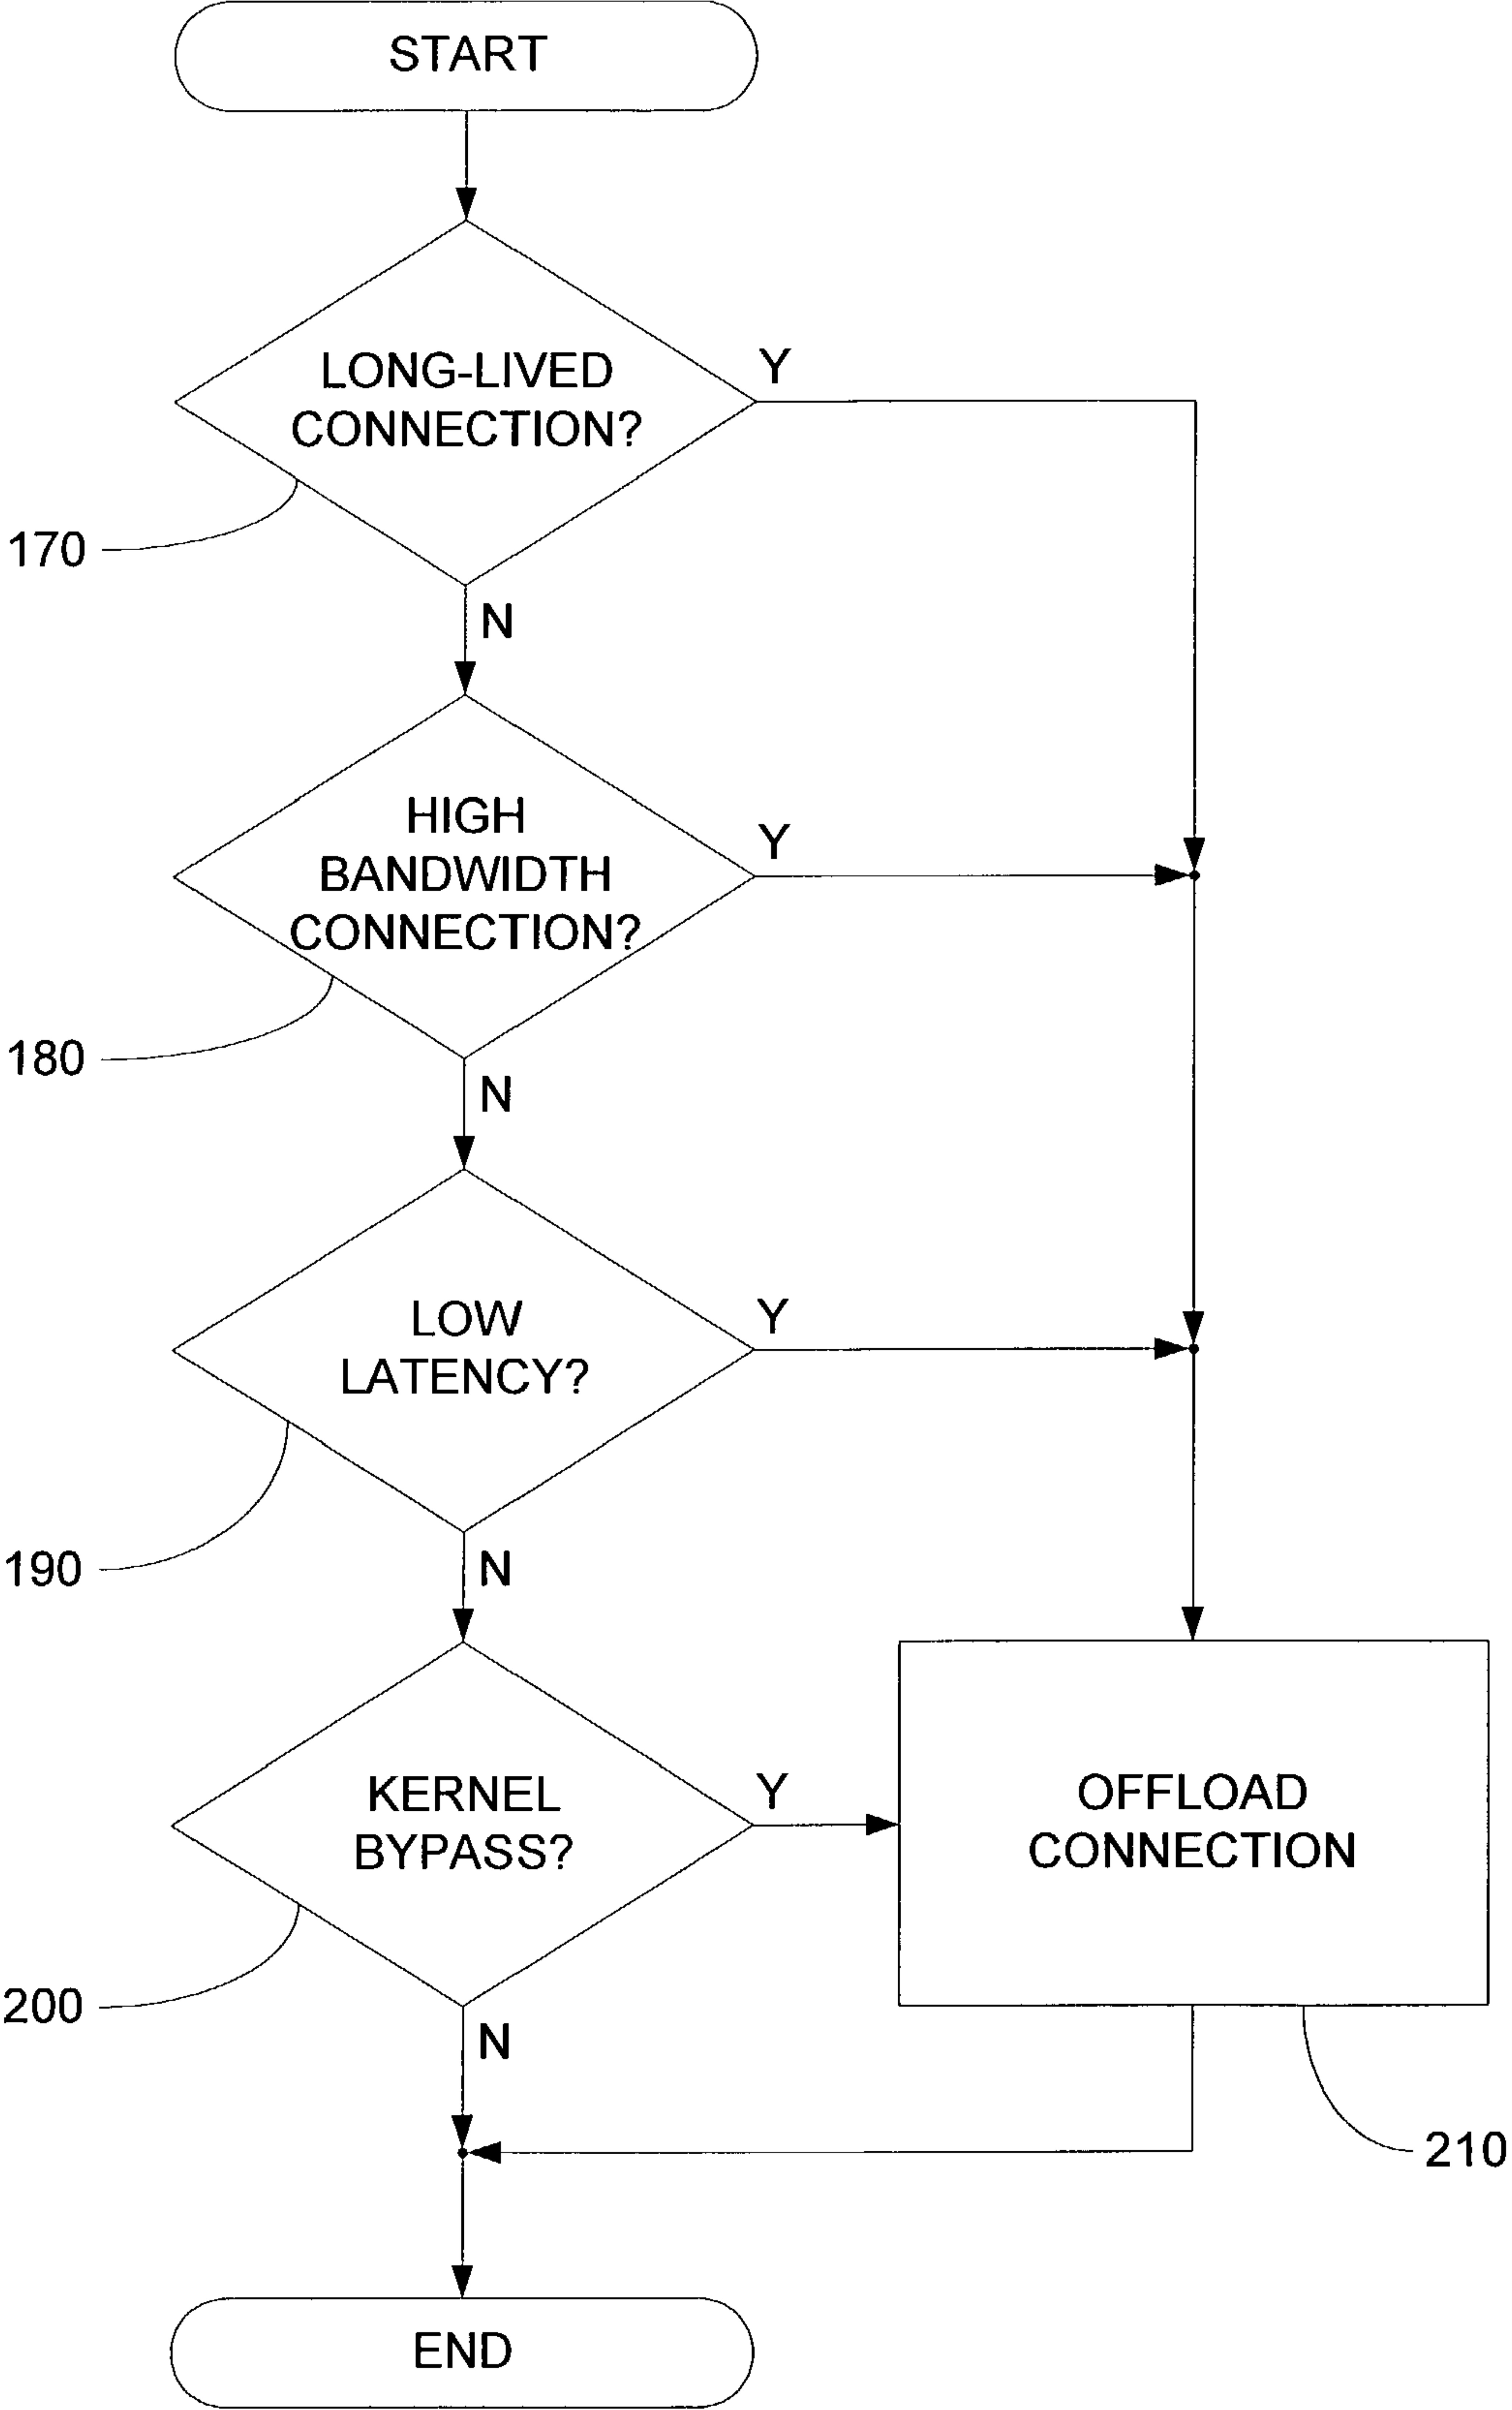 START
LONG-LIVED
CONNECTION?
Y
170
N
HIGH
BANDWIDTH
CONNECTION?
Y
180
N
LOW
LATENCY?
Y
190
N
KERNEL
BYPASS?
Y
OFFLOAD
CONNECTION
200
N
210
END